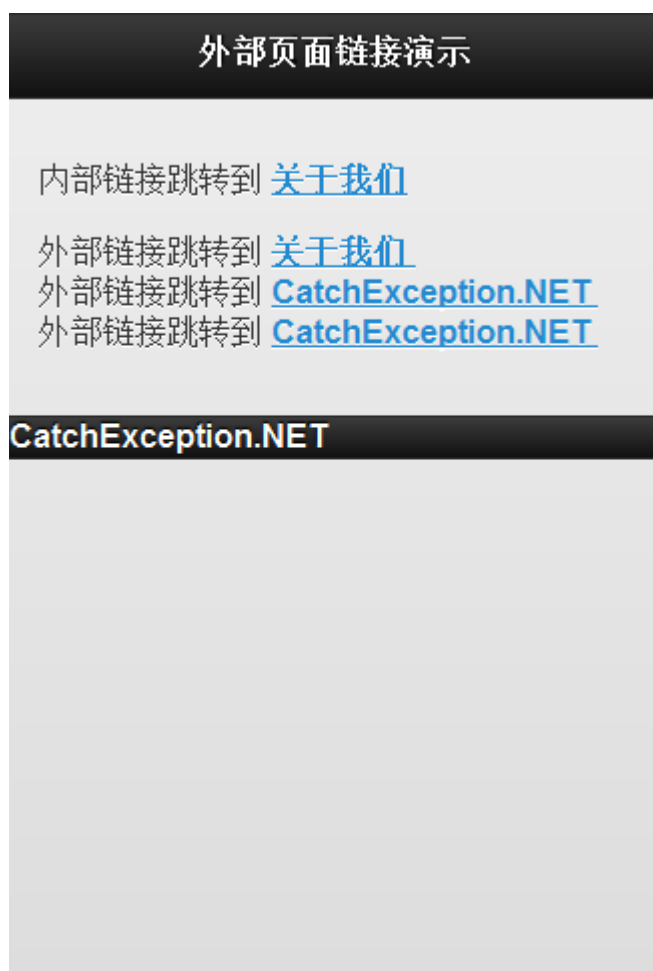 外部页面链接演示
内部链接跳转到 关于我们
外部链接跳转到 关于我们
外部链接跳转到 CatchException.NET
外部链接跳转到 CatchException.NET
CatchException.NET